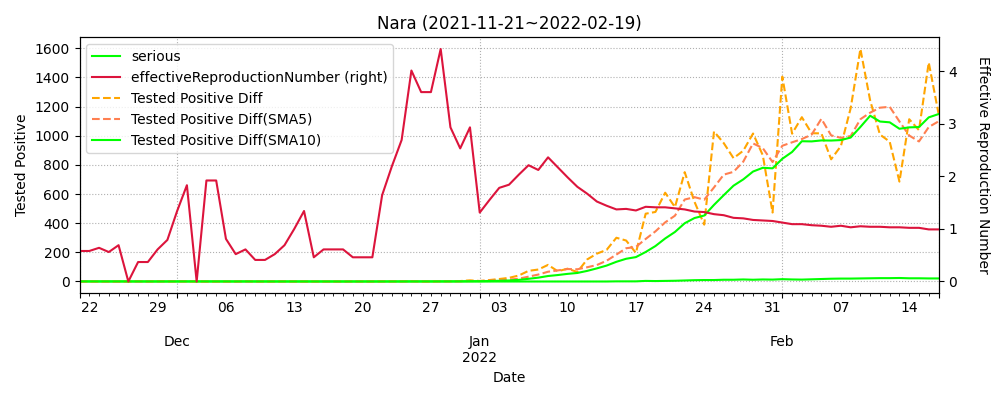 Nara (2021-11-21~2022-02-19)
serious
effectiveReproductionNumber (right)
Tested Positive Diff
Tested Positive Diff(SMA5)
Tested Positive Diff(SMA10)
Tested Positive
1600
1400
1200
1000
800
600
400
200
0
Effective Reproduction Number
4
3
2
1
0
22 29 06 13 20 27 03 10 17 24 31 07 14
Dec Jan Feb
2022
Date